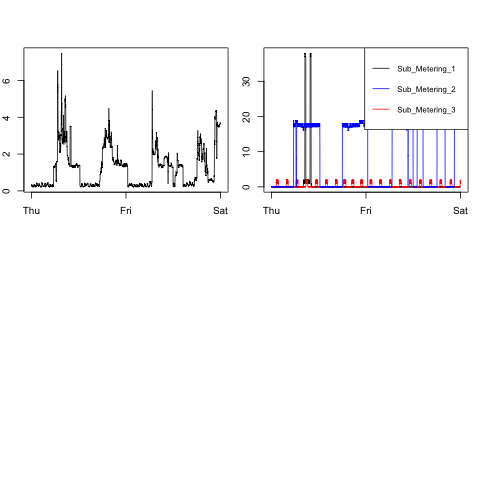 6
4
2
0
Thu Fri Sat
30
20
10
0
Thu Fri Sat
Sub_Metering_1
Sub_Metering_2
Sub_Metering_3